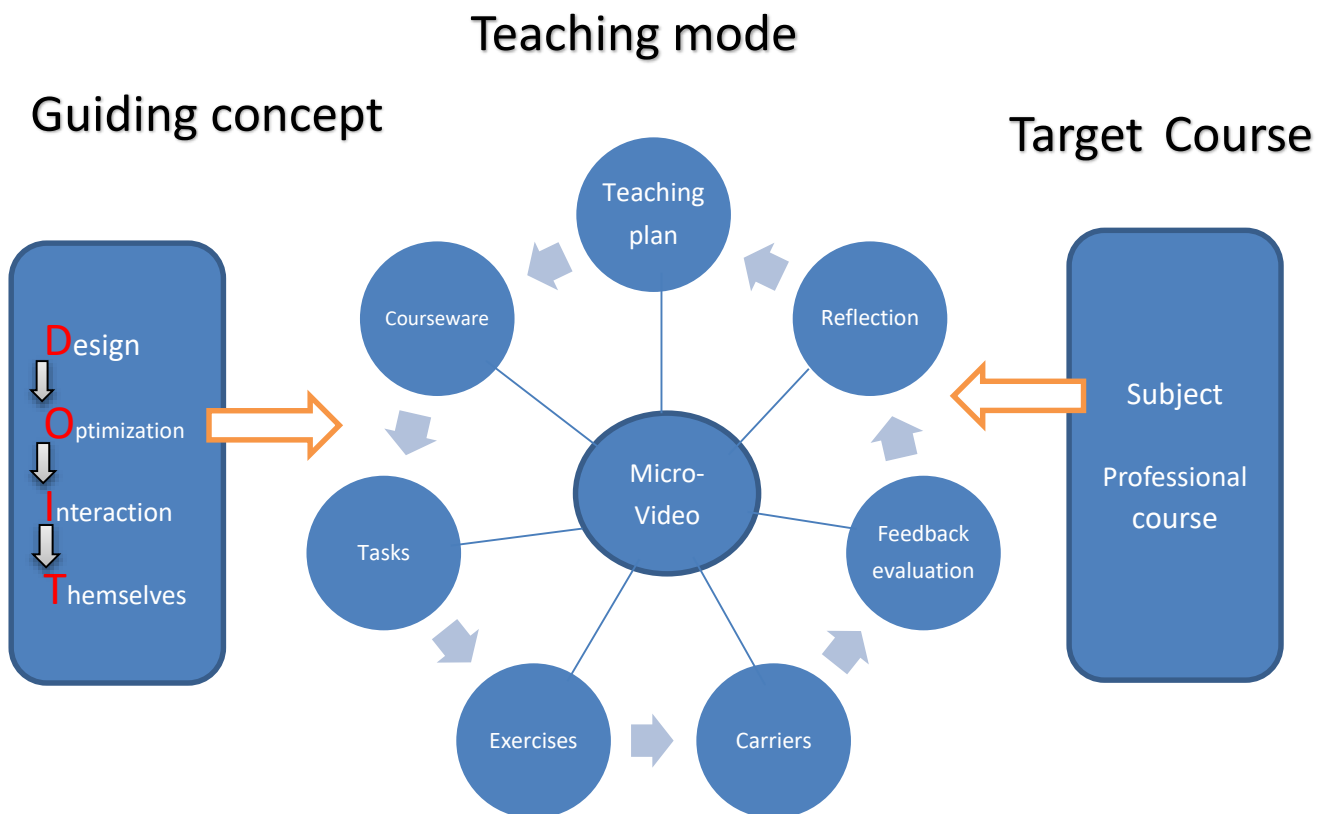 Teaching mode
Guiding concept
Target Course
Design
Optimization
Interaction
Themselves
Teaching
plan
Courseware
Tasks
Exercises
Carriers
Feedback
evaluation
Reflection
Micro-
Video
Subject
Professional
course